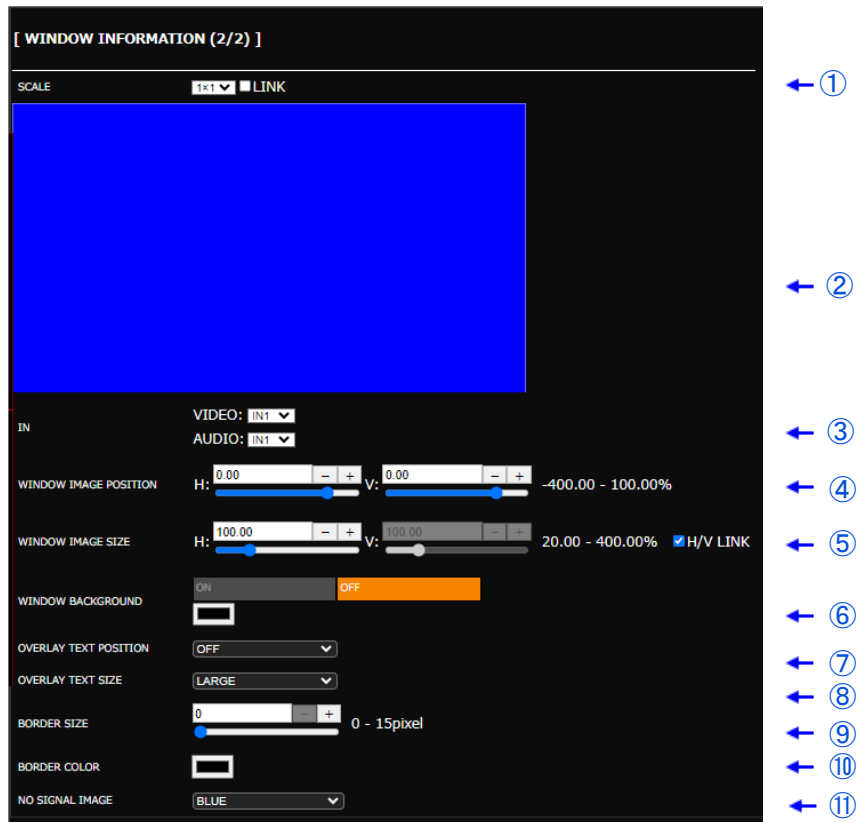 [ WINDOW INFORMATION (2/2) ]
SCALE 1×1 LINK ①
②
IN VIDEO: IN1
AUDIO: IN1 ③
WINDOW IMAGE POSITION H: 0.00 - + V: 0.00 - + -400.00 - 100.00% ④
WINDOW IMAGE SIZE H: 100.00 - + V: 100.00 - + 20.00 - 400.00% H/V LINK ⑤
WINDOW BACKGROUND ON OFF
⑥
OVERLAY TEXT POSITION OFF ⑦
OVERLAY TEXT SIZE LARGE ⑧
BORDER SIZE 0 - + 0 - 15pixel ⑨
BORDER COLOR ⑩
NO SIGNAL IMAGE BLUE ⑪